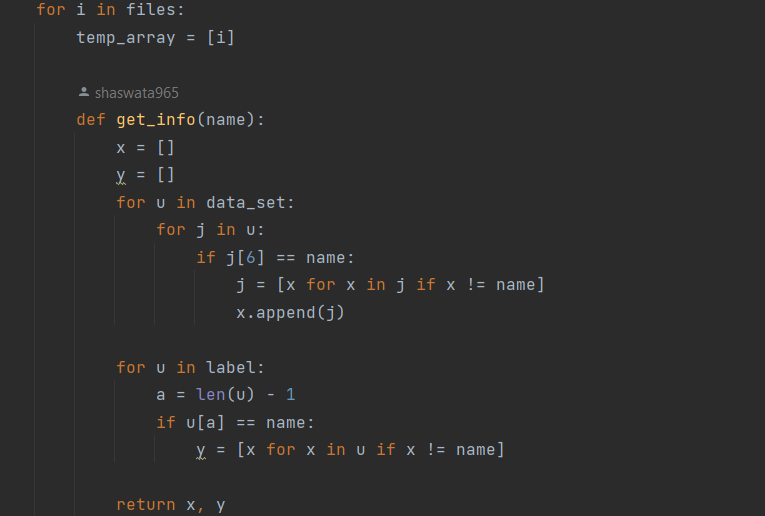 for i in files:
    temp_array = [i]

    shaswata965
    def get_info(name):
        x = []
        y = []
        for u in data_set:
            for j in u:
                if j[6] == name:
                    j = [x for x in j if x != name]
                    x.append(j)

        for u in label:
            a = len(u) - 1
            if u[a] == name:
                y = [x for x in u if x != name]

        return x, y